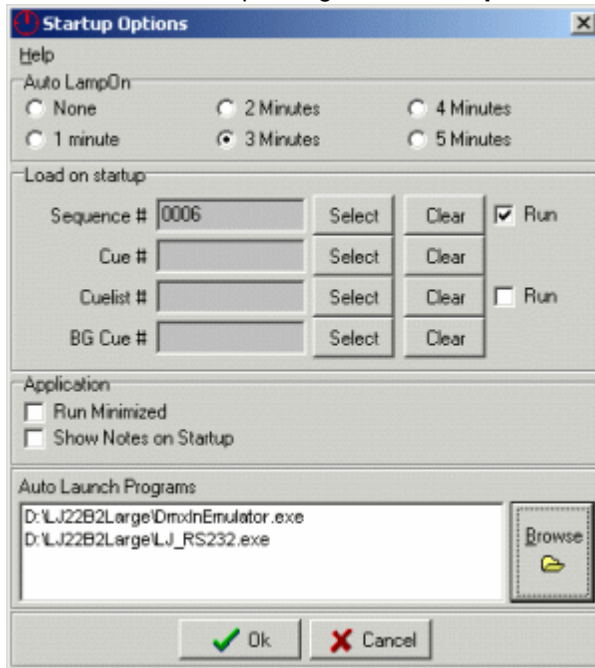 Startup Options
Help
Auto LampOn
None 2 Minutes 4 Minutes
1 minute 3 Minutes 5 Minutes
Load on startup
Sequence # 0006 Select Clear Run
Cue # Select Clear
Cuelist # Select Clear Run
BG Cue # Select Clear
Application
Run Minimized
Show Notes on Startup
Auto Launch Programs
D:\LJ22B2Large\DmxInEmulator.exe
D:\LJ22B2Large\LJ_RS232.exe
Browse
Ok Cancel